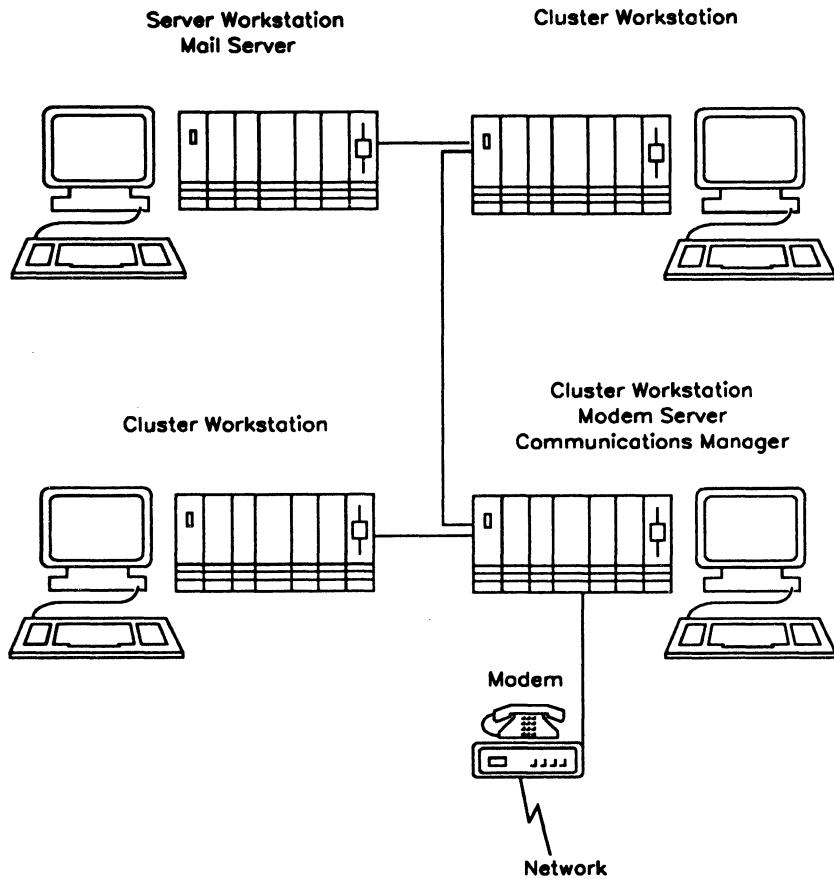 Server Workstation
Mail Server
Cluster Workstation
Cluster Workstation
Cluster Workstation
Modem Server
Communications Manager
Modem
Network